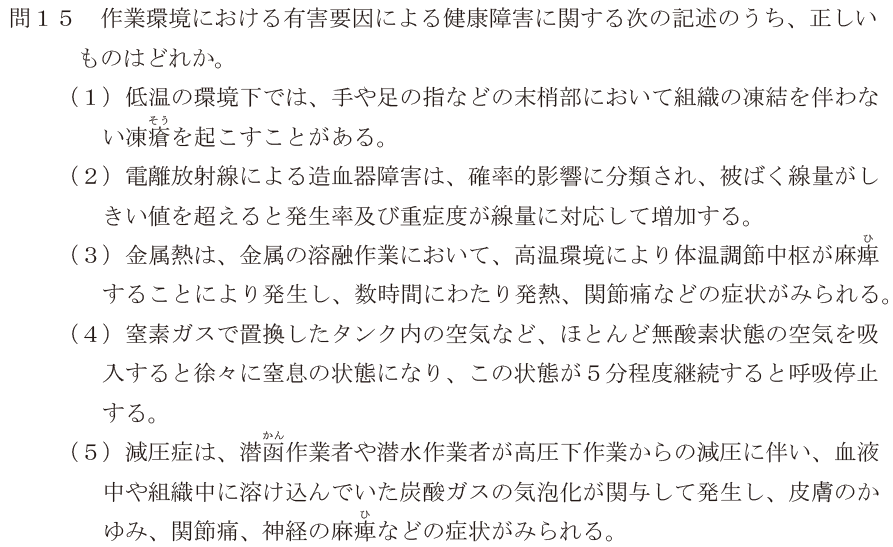 問１５　作業環境における有害要因による健康障害に関する次の記述のうち、正しい
ものはどれか。
（１）低温の環境下では、手や足の指などの末梢部において組織の凍結を伴わな
い凍瘡を起こすことがある。
（２）電離放射線による造血器障害は、確率的影響に分類され、被ばく線量がし
きい値を超えると発生率及び重症度が線量に対応して増加する。
（３）金属熱は、金属の溶融作業において、高温環境により体温調節中枢が麻痺
することにより発生し、数時間にわたり発熱、関節痛などの症状がみられる。
（４）窒素ガスで置換したタンク内の空気など、ほとんど無酸素状態の空気を吸
入すると徐々に窒息の状態になり、この状態が５分程度継続すると呼吸停止
する。
（５）減圧症は、潜函作業者や潜水作業者が高圧下作業からの減圧に伴い、血液
中や組織中に溶け込んでいた炭酸ガスの気泡化が関与して発生し、皮膚のか
ゆみ、関節痛、神経の麻痺などの症状がみられる。